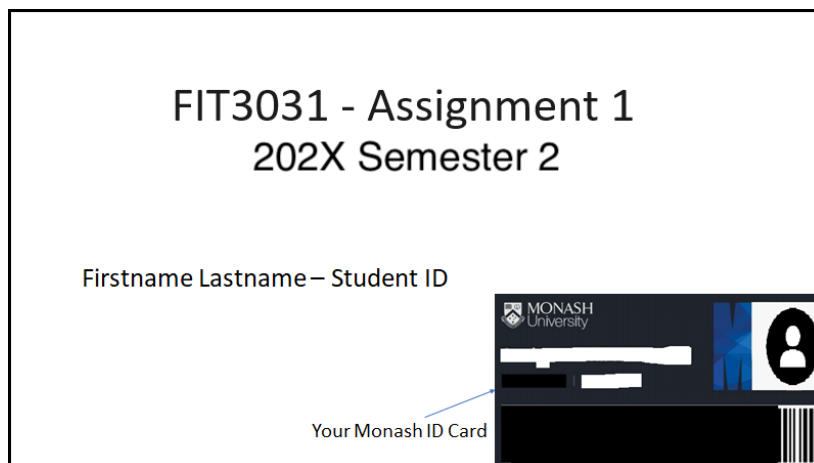 FIT3031 - Assignment 1
202X Semester 2
Firstname Lastname – Student ID
MONASH
University
Your Monash ID Card